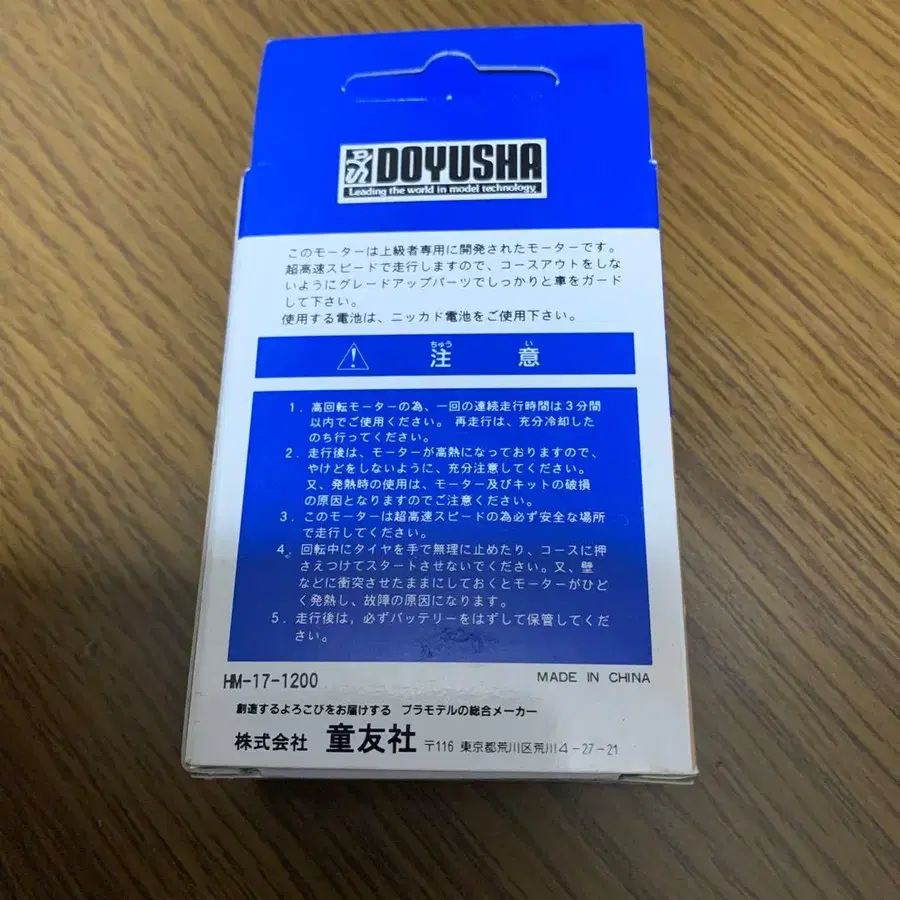 DOYUSHA
Leading the world in model technology
このモーターは上級者専用に開発されたモーターです。
超高速スピードで走行しますので、コースアウトをしな
いようにグレードアップパーツでしっかりと車をガード
して下さい。
使用する電池は、ニッカド電池をご使用下さい。
ちゅう い
注 意
1. 高回転モーターの為、一回の連続走行時間は3分間
以内でご使用ください。 再走行は、充分冷却した
のち行ってください。
2. 走行後は、モーターが高熱になっておりますので、
やけどをしないように、充分注意してください。
又、発熱時の使用は、モーター及びキットの破損
の原因となりますのでご注意ください。
3. このモーターは超高速スピードの為必ず安全な場所
で走行してください。
4. 回転中にタイヤを手で無理に止めたり、コースに押
さえつけてスタートさせないでください。又、壁
などに衝突させたままにしておくとモーターがひど
く発熱し、故障の原因になります。
5. 走行後は，必ずバッテリーをはずして保管してくだ
さい。
HM-17-1200
MADE IN CHINA
創造するよろこびをお届けする プラモデルの総合メーカー
株式会社 童友社 〒116 東京都荒川区荒川4-27-21